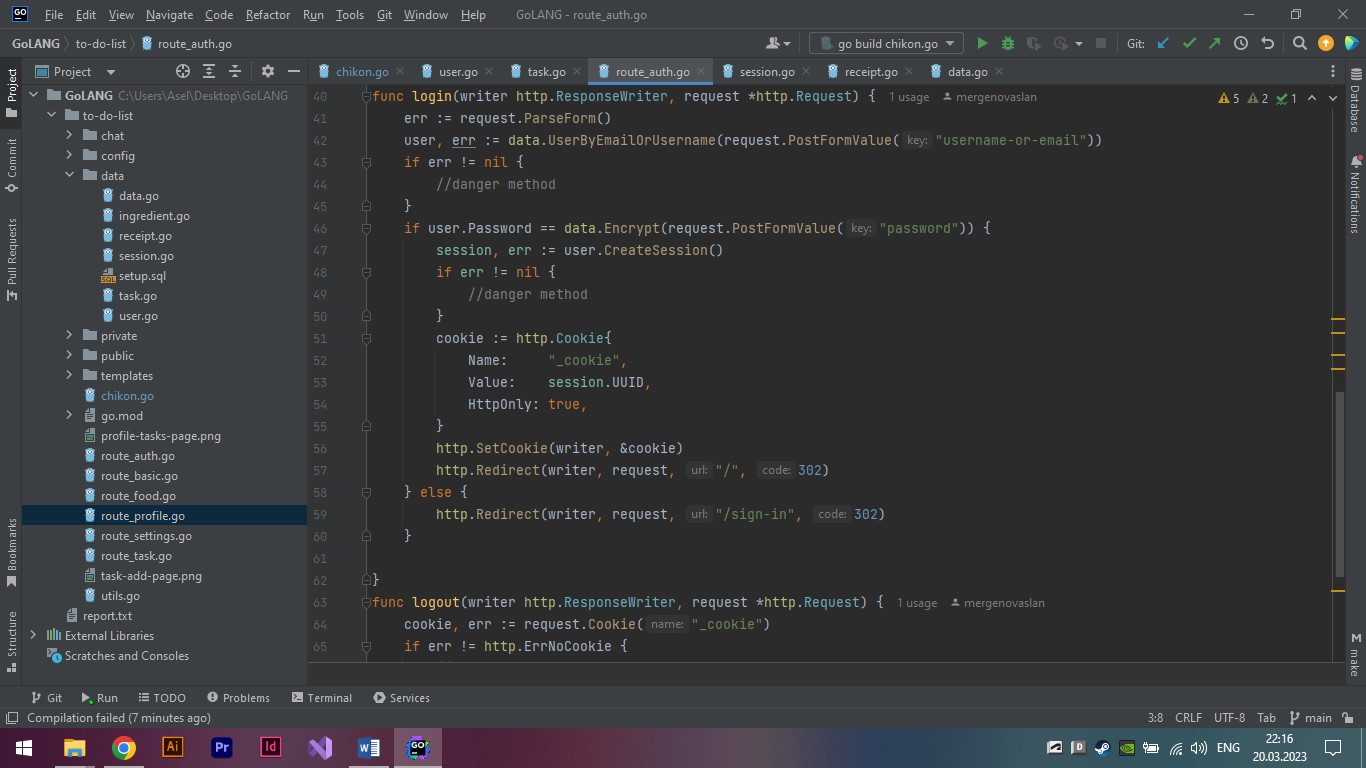 GO File Edit View Navigate Code Refactor Run Tools Git Window Help GoLANG - route_auth.go
GoLANG to-do-list route_auth.go go build chikon.go Git:
Project
Commit
Pull Requests
Bookmarks
Structure
Project
GoLANG C:\Users\Asel\Desktop\GoLANG
to-do-list
chat
config
data
data.go
ingredient.go
receipt.go
session.go
setup.sql
task.go
user.go
private
public
templates
chikon.go
go.mod
profile-tasks-page.png
route_auth.go
route_basic.go
route_food.go
route_profile.go
route_settings.go
route_task.go
task-add-page.png
utils.go
report.txt
External Libraries
Scratches and Consoles
chikon.go user.go task.go route_auth.go session.go receipt.go data.go
5 2 1
40 func login(writer http.ResponseWriter, request *http.Request) { 1 usage mergenovaslan
41 err := request.ParseForm()
42 user, err := data.UserByEmailOrUsername(request.PostFormValue( key: "username-or-email"))
43 if err != nil {
44 //danger method
45 }
46 if user.Password == data.Encrypt(request.PostFormValue( key: "password")) {
47 session, err := user.CreateSession()
48 if err != nil {
49 //danger method
50 }
51 cookie := http.Cookie{
52 Name: "_cookie",
53 Value: session.UUID,
54 HttpOnly: true,
55 }
56 http.SetCookie(writer, &cookie)
57 http.Redirect(writer, request, url: "/", code: 302)
58 } else {
59 http.Redirect(writer, request, url: "/sign-in", code: 302)
60 }
61
62 }
63 func logout(writer http.ResponseWriter, request *http.Request) { 1 usage mergenovaslan
64 cookie, err := request.Cookie( name: "_cookie")
65 if err != http.ErrNoCookie {
Database
Notifications
M make
Git Run TODO Problems Terminal Services
Compilation failed (7 minutes ago) 3:8 CRLF UTF-8 Tab main
Ai Pr Id W GO ENG 22:16
20.03.2023